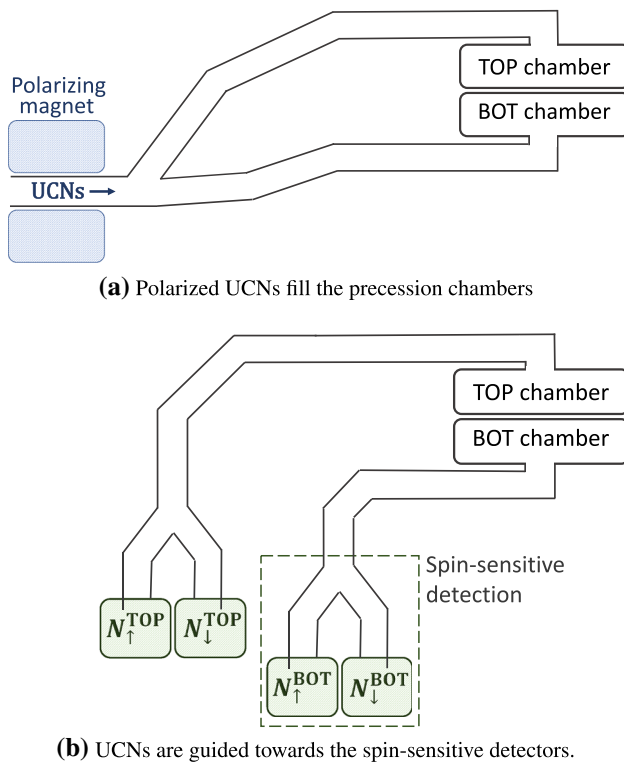 Polarizing
magnet
UCNs →
TOP chamber
BOT chamber
(a) Polarized UCNs fill the precession chambers
TOP chamber
BOT chamber
Spin-sensitive
detection
N↑TOP N↓TOP
N↑BOT N↓BOT
(b) UCNs are guided towards the spin-sensitive detectors.